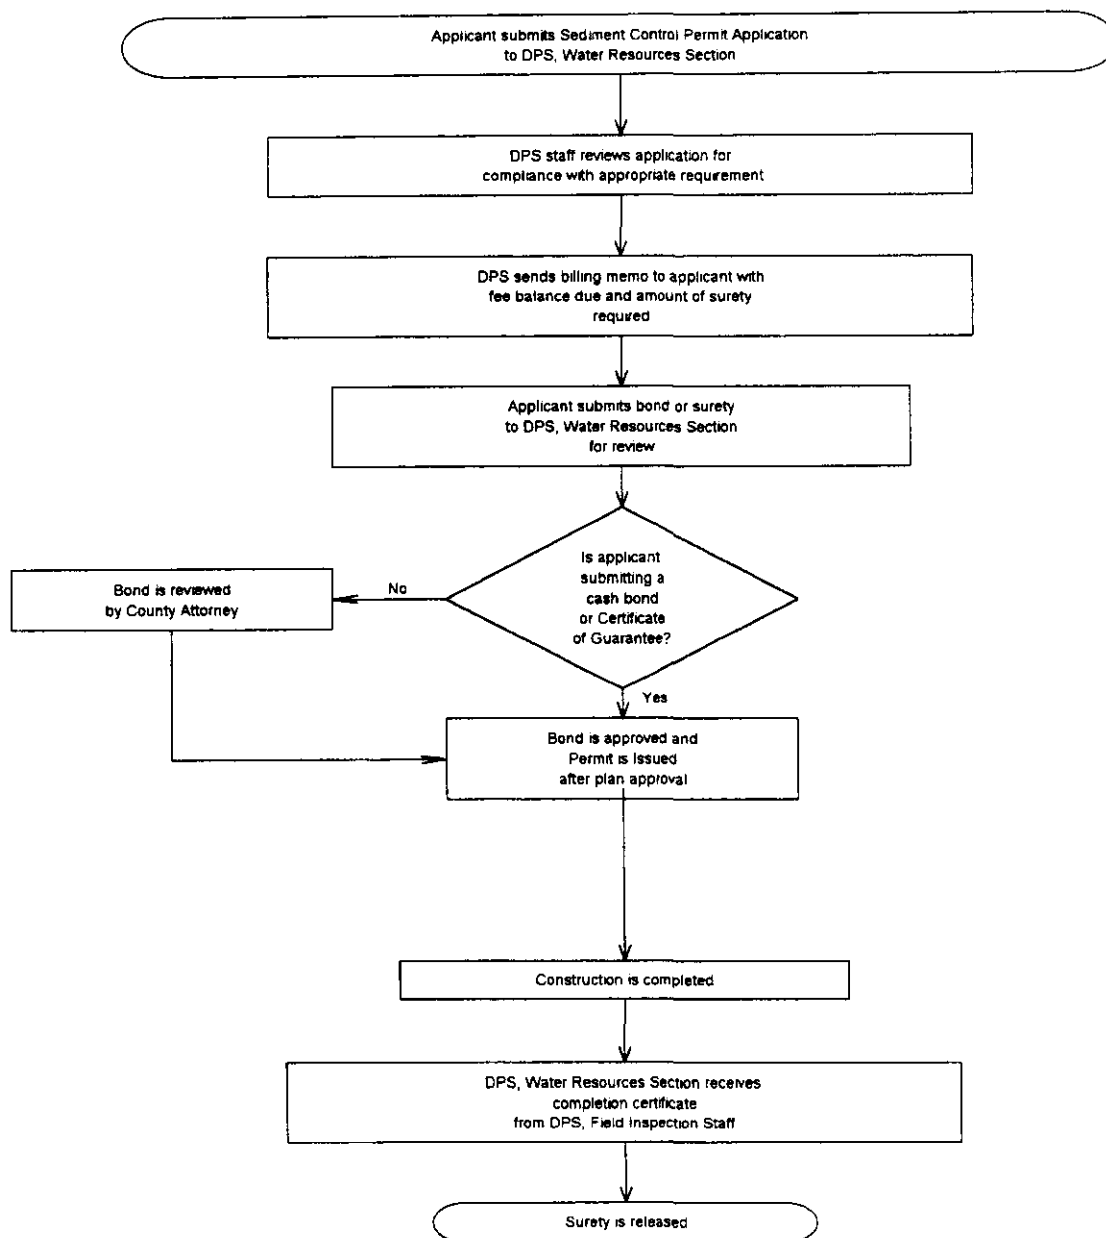 Applicant submits Sediment Control Permit Application
to DPS, Water Resources Section
DPS staff reviews application for
compliance with appropriate requirement
DPS sends billing memo to applicant with
fee balance due and amount of surety
required
Applicant submits bond or surety
to DPS, Water Resources Section
for review
Is applicant
submitting a
cash bond
or Certificate
of Guarantee?
No
Bond is reviewed
by County Attorney
Yes
Bond is approved and
Permit is Issued
after plan approval
Construction is completed
DPS, Water Resources Section receives
completion certificate
from DPS, Field Inspection Staff
Surety is released